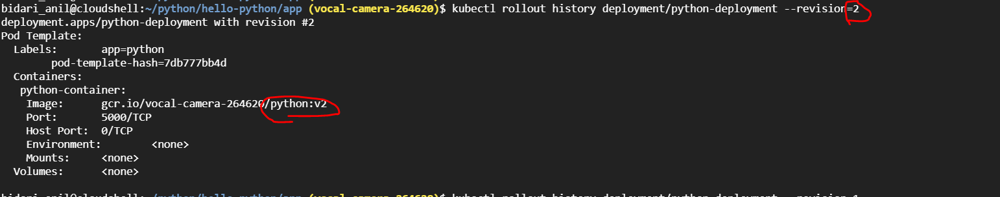 bidari_anil@cloudshell:~/python/hello-python/app (vocal-camera-264620)$ kubectl rollout history deployment/python-deployment --revision=2
deployment.apps/python-deployment with revision #2
Pod Template:
  Labels:       app=python
        pod-template-hash=7db777bb4d
  Containers:
   python-container:
    Image:      gcr.io/vocal-camera-264620/python:v2
    Port:       5000/TCP
    Host Port:  0/TCP
    Environment:        <none>
    Mounts:     <none>
  Volumes:      <none>
bidari_anil@cloudshell:~/python/hello-python/app (vocal-camera-264620)$ kubectl rollout history deployment/python-deployment --revision=1